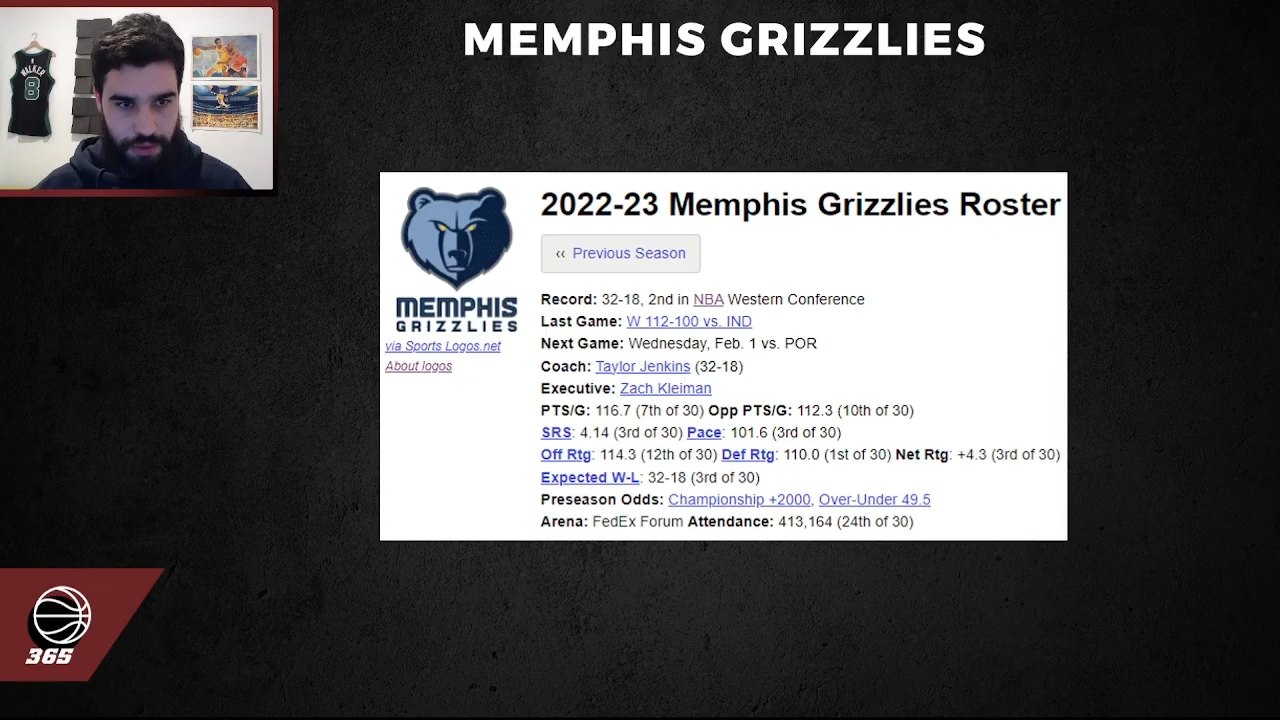 MEMPHIS GRIZZLIES
WALKER
8
2022-23 Memphis Grizzlies Roster
‹‹ Previous Season
MEMPHIS
GRIZZLIES
via Sports Logos.net
About logos
Record: 32-18, 2nd in NBA Western Conference
Last Game: W 112-100 vs. IND
Next Game: Wednesday, Feb. 1 vs. POR
Coach: Taylor Jenkins (32-18)
Executive: Zach Kleiman
PTS/G: 116.7 (7th of 30) Opp PTS/G: 112.3 (10th of 30)
SRS: 4.14 (3rd of 30) Pace: 101.6 (3rd of 30)
Off Rtg: 114.3 (12th of 30) Def Rtg: 110.0 (1st of 30) Net Rtg: +4.3 (3rd of 30)
Expected W-L: 32-18 (3rd of 30)
Preseason Odds: Championship +2000, Over-Under 49.5
Arena: FedEx Forum Attendance: 413,164 (24th of 30)
365